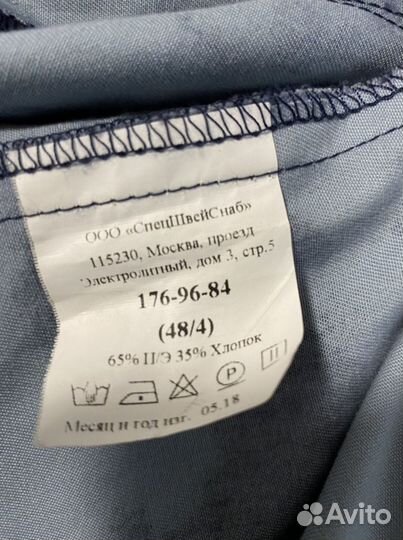 ООО «СпецШвейСнаб»
115230, Москва, проезд
Электролитный, дом 3, стр.5
176-96-84
(48/4)
65% П/Э 35% Хлопок
P
Месяц и год изг. 05.18
Avito